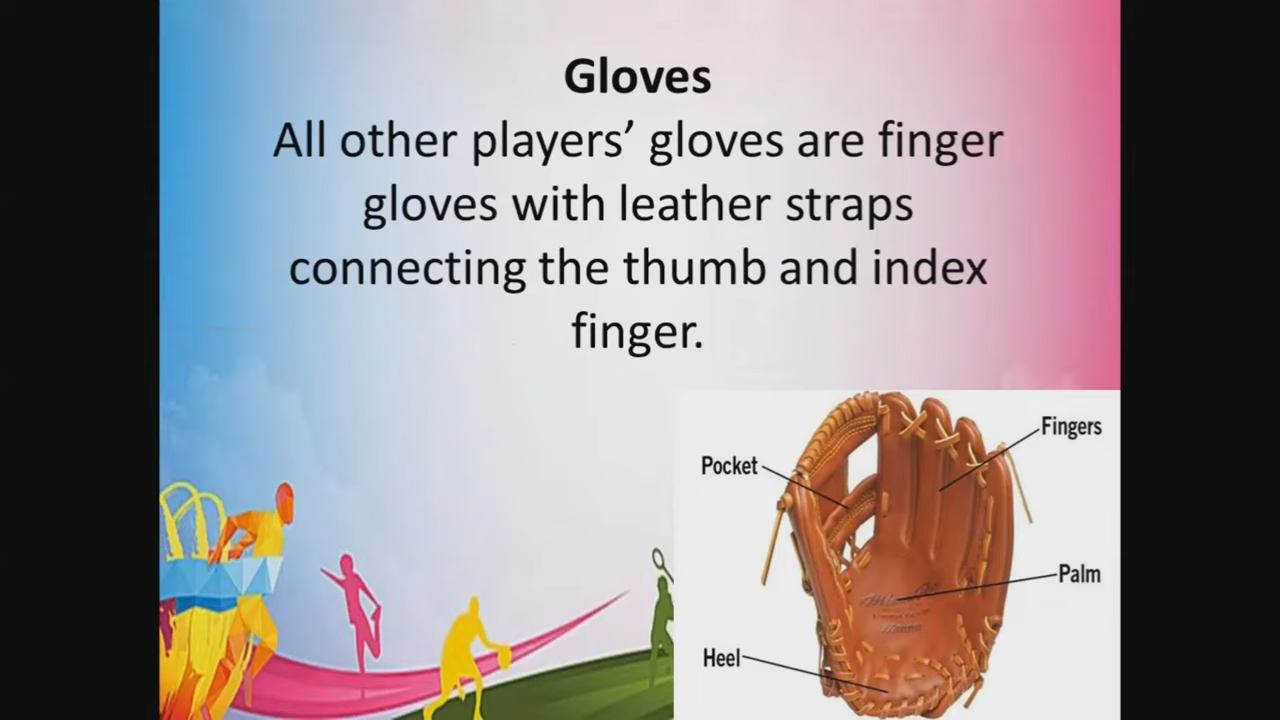 Gloves
All other players’ gloves are finger
gloves with leather straps
connecting the thumb and index
finger.
Fingers
Pocket
Palm
Heel